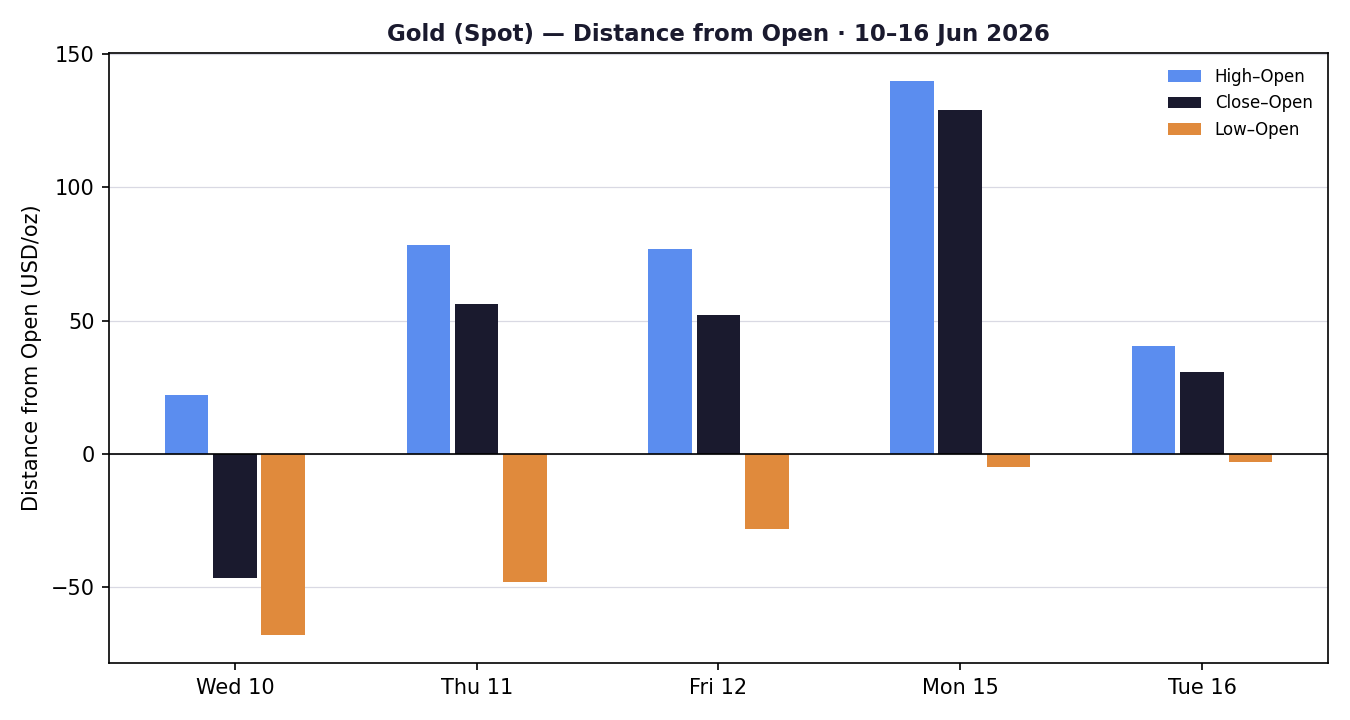 Gold (Spot) — Distance from Open · 10–16 Jun 2026
High–Open
Close–Open
Low–Open
Distance from Open (USD/oz)
150
100
50
0
−50
Wed 10
Thu 11
Fri 12
Mon 15
Tue 16